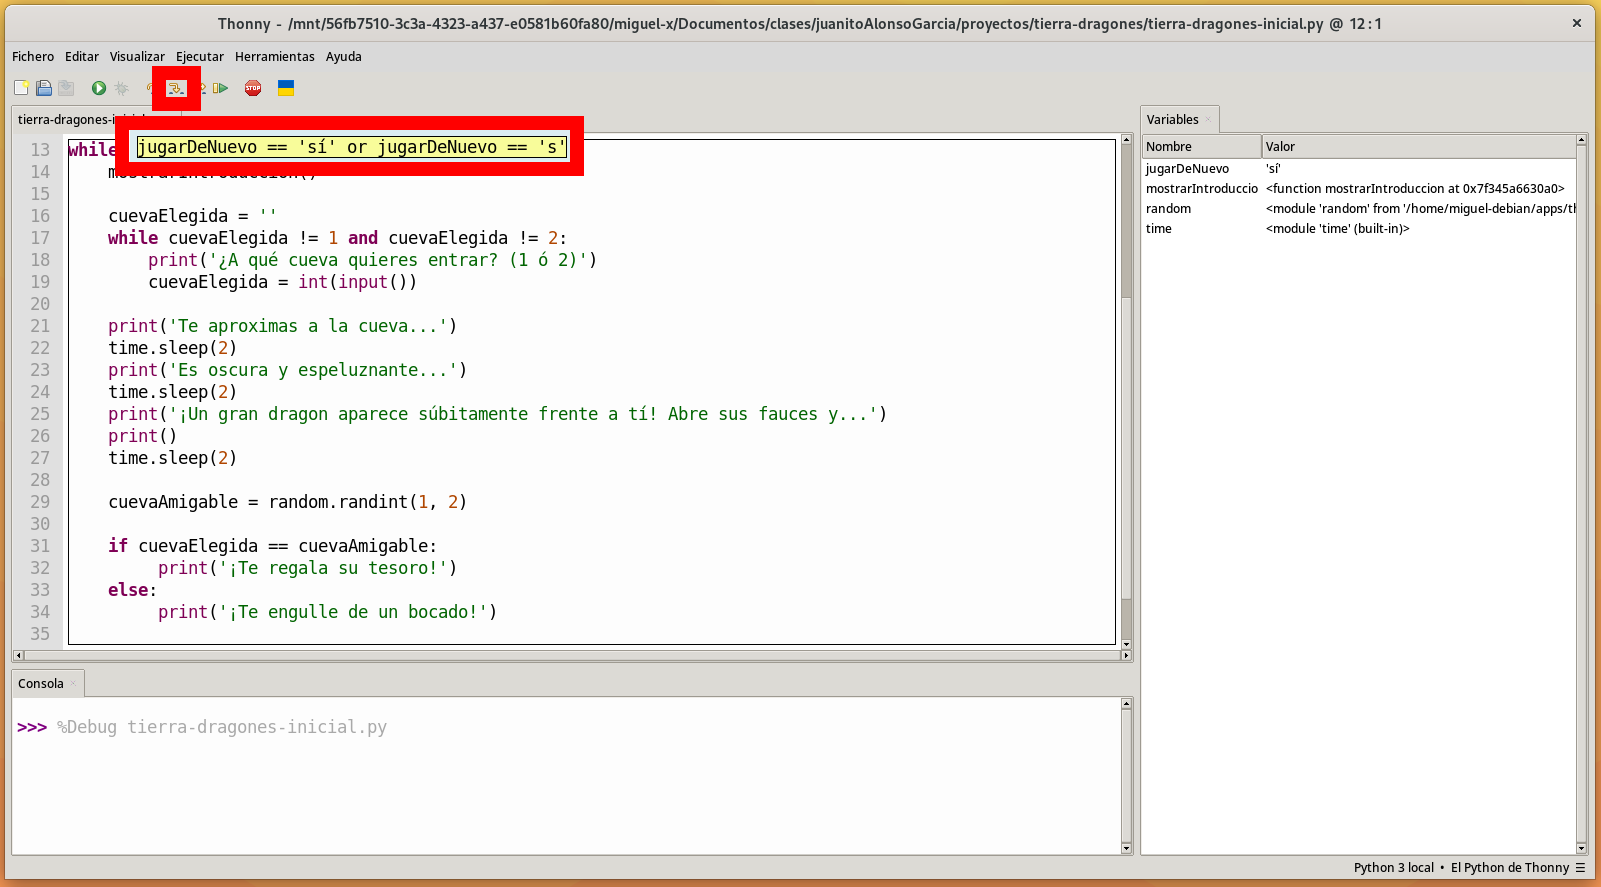 Thonny - /mnt/56fb7510-3c3a-4323-a437-e0581b60fa80/miguel-x/Documentos/clases/juanitoAlonsoGarcia/proyectos/tierra-dragones/tierra-dragones-inicial.py @ 12:1
Fichero Editar Visualizar Ejecutar Herramientas Ayuda
STOP
tierra-dragones-i
13 while jugarDeNuevo == 'sí' or jugarDeNuevo == 's'
14 mostrarIntroduccion()
15
16 cuevaElegida = ''
17 while cuevaElegida != 1 and cuevaElegida != 2:
18 print('¿A qué cueva quieres entrar? (1 ó 2)')
19 cuevaElegida = int(input())
20
21 print('Te aproximas a la cueva...')
22 time.sleep(2)
23 print('Es oscura y espeluznante...')
24 time.sleep(2)
25 print('¡Un gran dragon aparece súbitamente frente a tí! Abre sus fauces y...')
26 print()
27 time.sleep(2)
28
29 cuevaAmigable = random.randint(1, 2)
30
31 if cuevaElegida == cuevaAmigable:
32 print('¡Te regala su tesoro!')
33 else:
34 print('¡Te engulle de un bocado!')
35
Consola
>>> %Debug tierra-dragones-inicial.py
Variables
Nombre Valor
jugarDeNuevo 'sí'
mostrarIntroduccio <function mostrarIntroduccion at 0x7f345a6630a0>
random <module 'random' from '/home/miguel-debian/apps/th
time <module 'time' (built-in)>
Python 3 local • El Python de Thonny ☰